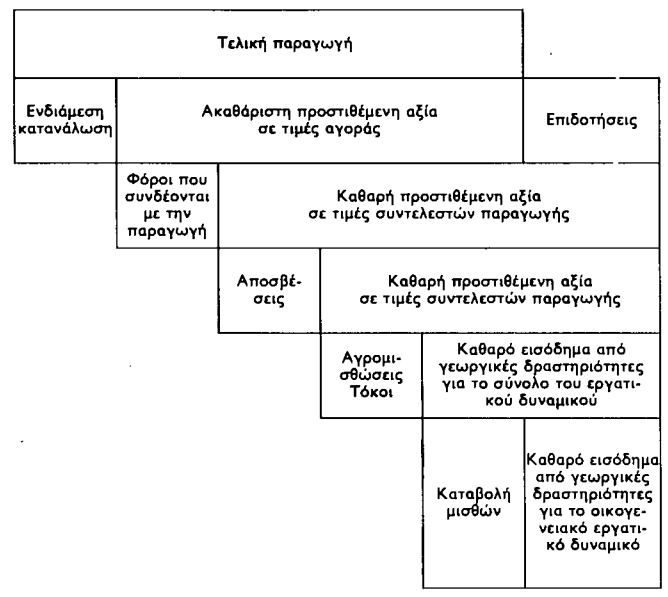 Τελική παραγωγή
Ενδιάμεση
κατανάλωση
Ακαθάριστη προστιθέμενη αξία
σε τιμές αγοράς
Επιδοτήσεις
Φόροι που
συνδέονται
με την
παραγωγή
Καθαρή προστιθέμενη αξία
σε τιμές συντελεστών παραγωγής
Αποσβέ-
σεις
Καθαρή προστιθέμενη αξία
σε τιμές συντελεστών παραγωγής
Αγρομι-
σθώσεις
Τόκοι
Καθαρό εισόδημα από
γεωργικές δραστηριότητες
για το σύνολο του εργατι-
κού δυναμικού
Καταβολή
μισθών
Καθαρό εισόδημα
από γεωργικές
δραστηριότητες
για το οικογε-
νειακό εργατι-
κό δυναμικό